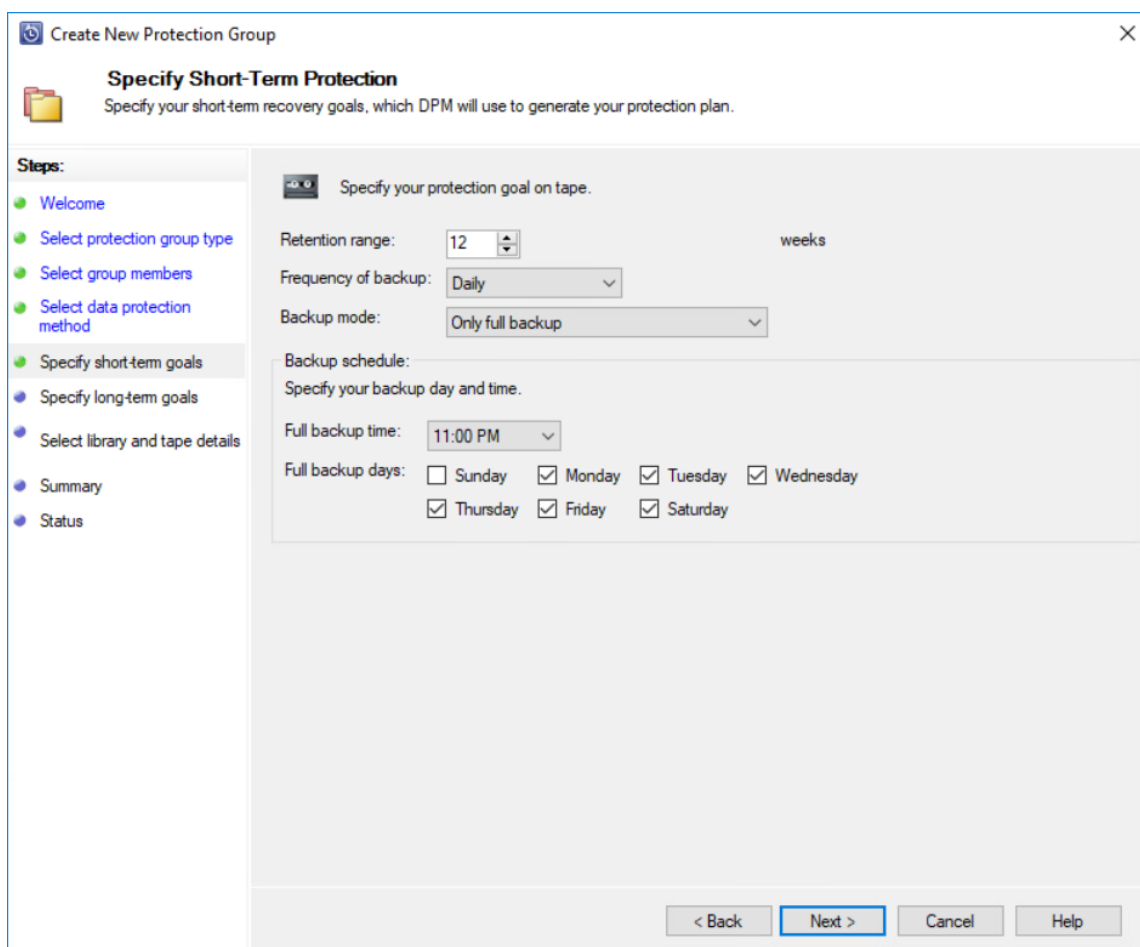 Create New Protection Group
Specify Short-Term Protection
Specify your short-term recovery goals, which DPM will use to generate your protection plan.
Steps:
Welcome
Select protection group type
Select group members
Select data protection
method
Specify short-term goals
Specify long-term goals
Select library and tape details
Summary
Status
Specify your protection goal on tape.
Retention range: 12 weeks
Frequency of backup: Daily
Backup mode: Only full backup
Backup schedule:
Specify your backup day and time.
Full backup time: 11:00 PM
Full backup days: Sunday Monday Tuesday Wednesday
Thursday Friday Saturday
< Back Next > Cancel Help